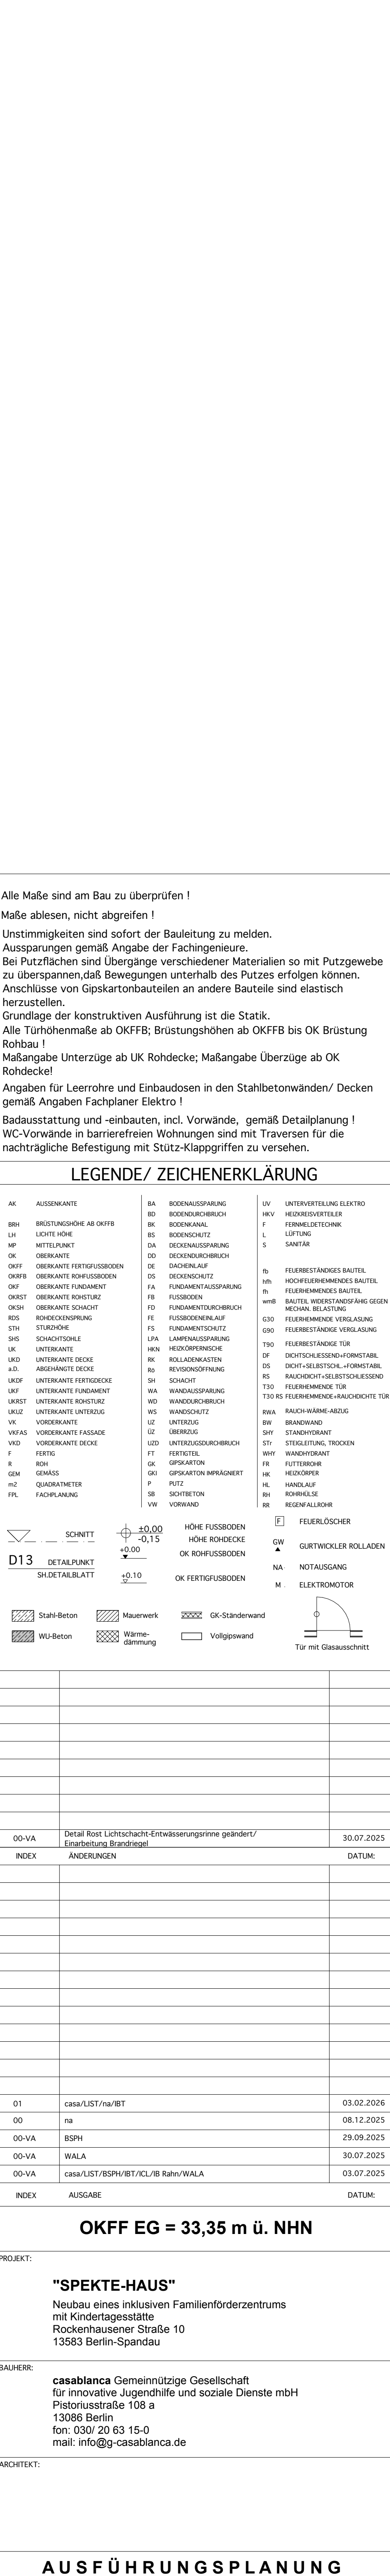 Alle Maße sind am Bau zu überprüfen !
Maße ablesen, nicht abgreifen !
Unstimmigkeiten sind sofort der Bauleitung zu melden.
Aussparungen gemäß Angabe der Fachingenieure.
Bei Putzflächen sind Übergänge verschiedener Materialien so mit Putzgewebe
zu überspannen,daß Bewegungen unterhalb des Putzes erfolgen können.
Anschlüsse von Gipskartonbauteilen an andere Bauteile sind elastisch
herzustellen.
Grundlage der konstruktiven Ausführung ist die Statik.
Alle Türhöhenmaße ab OKFFB; Brüstungshöhen ab OKFFB bis OK Brüstung
Rohbau !
Maßangabe Unterzüge ab UK Rohdecke; Maßangabe Überzüge ab OK
Rohdecke!
Angaben für Leerrohre und Einbaudosen in den Stahlbetonwänden/ Decken
gemäß Angaben Fachplaner Elektro !
Badausstattung und -einbauten, incl. Vorwände, gemäß Detailplanung !
WC-Vorwände in barrierefreien Wohnungen sind mit Traversen für die
nachträgliche Befestigung mit Stütz-Klappgriffen zu versehen.
LEGENDE/ ZEICHENERKLÄRUNG
AK AUSSENKANTE
BRH BRÜSTUNGSHÖHE AB OKFFB
LH LICHTE HÖHE
MP MITTELPUNKT
OK OBERKANTE
OKFF OBERKANTE FERTIGFUSSBODEN
OKRFB OBERKANTE ROHFUSSBODEN
OKF OBERKANTE FUNDAMENT
OKRST OBERKANTE ROHSTURZ
OKSH OBERKANTE SCHACHT
RDS ROHDECKENSPRUNG
STH STURZHÖHE
SHS SCHACHTSOHLE
UK UNTERKANTE
UKD UNTERKANTE DECKE
a.D. ABGEHÄNGTE DECKE
UKDF UNTERKANTE FERTIGDECKE
UKF UNTERKANTE FUNDAMENT
UKRST UNTERKANTE ROHSTURZ
UKUZ UNTERKANTE UNTERZUG
VK VORDERKANTE
VKFAS VORDERKANTE FASSADE
VKD VORDERKANTE DECKE
F FERTIG
R ROH
GEM GEMÄSS
m2 QUADRATMETER
FPL FACHPLANUNG
BA BODENAUSSPARUNG
BD BODENDURCHBRUCH
BK BODENKANAL
BS BODENSCHUTZ
DA DECKENAUSSPARUNG
DD DECKENDURCHBRUCH
DE DACHEINLAUF
DS DECKENSCHUTZ
FA FUNDAMENTAUSSPARUNG
FB FUSSBODEN
FD FUNDAMENTDURCHBRUCH
FE FUSSBODENEINLAUF
FS FUNDAMENTSCHUTZ
LPA LAMPENAUSSPARUNG
HKN HEIZKÖRPERNISCHE
RK ROLLADENKASTEN
Rö REVISIONSÖFFNUNG
SH SCHACHT
WA WANDAUSSPARUNG
WD WANDDURCHBRUCH
WS WANDSCHUTZ
UZ UNTERZUG
ÜZ ÜBERRZUG
UZD UNTERZUGSDURCHBRUCH
FT FERTIGTEIL
GK GIPSKARTON
GKI GIPSKARTON IMPRÄGNIERT
P PUTZ
SB SICHTBETON
VW VORWAND
UV UNTERVERTEILUNG ELEKTRO
HKV HEIZKREISVERTEILER
F FERNMELDETECHNIK
L LÜFTUNG
S SANITÄR
fb FEUERBESTÄNDIGES BAUTEIL
hfh HOCHFEUERHEMMENDES BAUTEIL
fh FEUERHEMMENDES BAUTEIL
wmB BAUTEIL WIDERSTANDSFÄHIG GEGEN
MECHAN. BELASTUNG
G30 FEUERHEMMENDE VERGLASUNG
G90 FEUERBESTÄNDIGE VERGLASUNG
T90 FEUERBESTÄNDIGE TÜR
DF DICHTSCHLIESSEND+FORMSTABIL
DS DICHT+SELBSTSCHL.+FORMSTABIL
RS RAUCHDICHT+SELBSTSCHLIESSEND
T30 FEUERHEMMENDE TÜR
T30 RS FEUERHEMMENDE+RAUCHDICHTE TÜR
RWA RAUCH-WÄRME-ABZUG
BW BRANDWAND
SHY STANDHYDRANT
STr STEIGLEITUNG, TROCKEN
WHY WANDHYDRANT
FR FUTTERROHR
HK HEIZKÖRPER
HL HANDLAUF
RH ROHRHÜLSE
RR REGENFALLROHR
SCHNITT
D13 DETAILPUNKT
SH.DETAILBLATT
±0,00 HÖHE FUSSBODEN
-0,15 HÖHE ROHDECKE
+0.00 OK ROHFUSSBODEN
+0.10 OK FERTIGFUSBODEN
F FEUERLÖSCHER
GW GURTWICKLER ROLLADEN
NA NOTAUSGANG
M ELEKTROMOTOR
Stahl-Beton Mauerwerk GK-Ständerwand
WU-Beton Wärme-
dämmung Vollgipswand
Tür mit Glasausschnitt
00-VA Detail Rost Lichtschacht-Entwässerungsrinne geändert/ 30.07.2025
Einarbeitung Brandriegel
INDEX ÄNDERUNGEN DATUM:
01 casa/LIST/na/IBT 03.02.2026
00 na 08.12.2025
00-VA BSPH 29.09.2025
00-VA WALA 30.07.2025
00-VA casa/LIST/BSPH/IBT/ICL/IB Rahn/WALA 03.07.2025
INDEX AUSGABE DATUM:
OKFF EG = 33,35 m ü. NHN
PROJEKT:
"SPEKTE-HAUS"
Neubau eines inklusiven Familienförderzentrums
mit Kindertagesstätte
Rockenhausener Straße 10
13583 Berlin-Spandau
BAUHERR:
casablanca Gemeinnützige Gesellschaft
für innovative Jugendhilfe und soziale Dienste mbH
Pistoriusstraße 108 a
13086 Berlin
fon: 030/ 20 63 15-0
mail: info@g-casablanca.de
ARCHITEKT:
AUSFÜHRUNGSPLANUNG